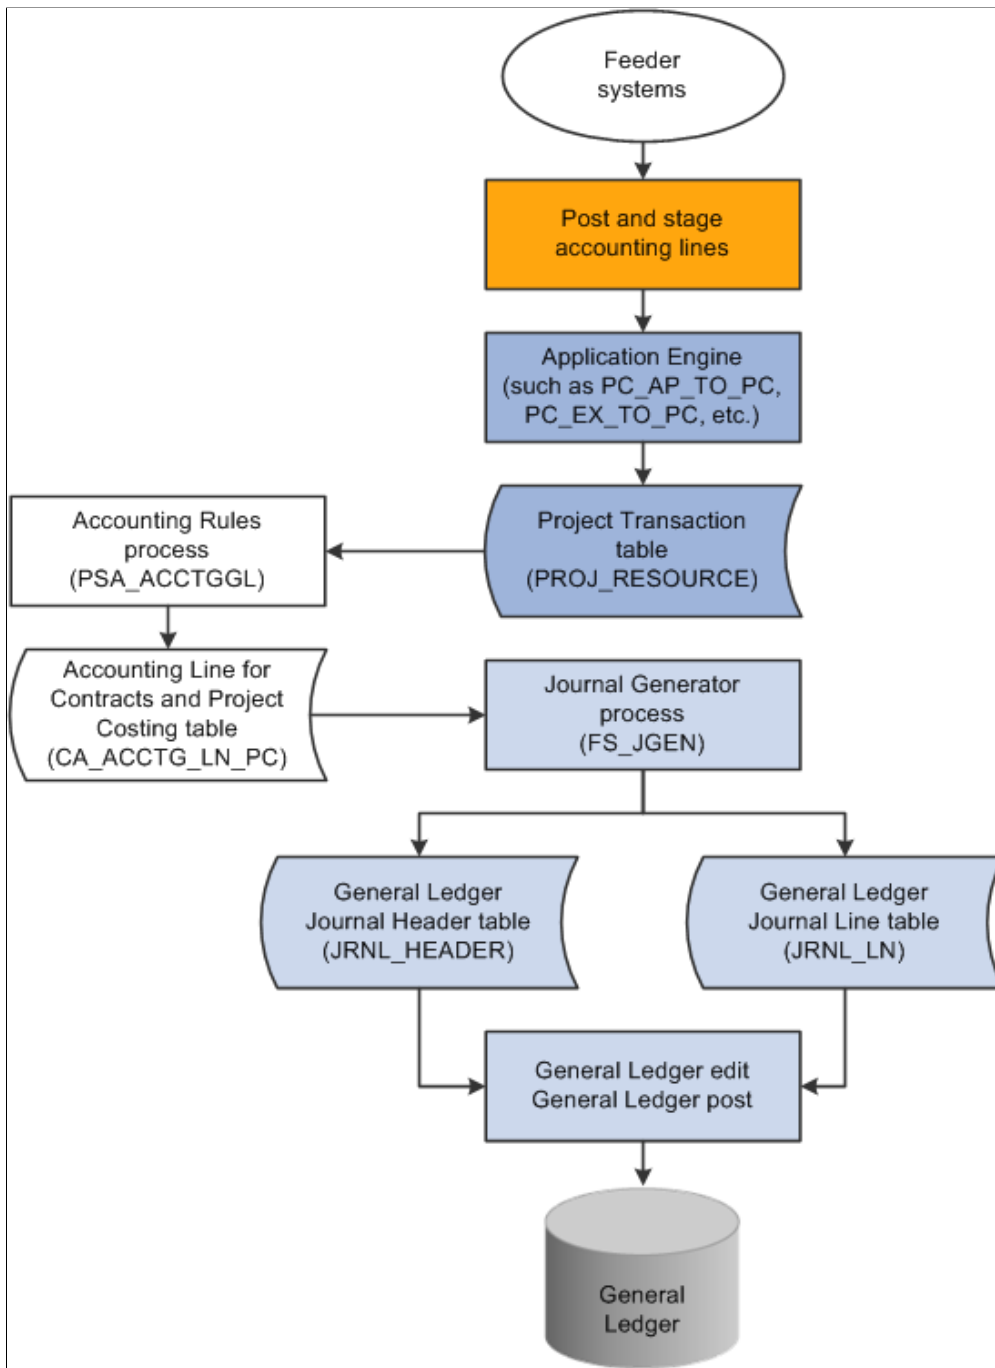 Feeder
systems
Post and stage
accounting lines
Application Engine
(such as PC_AP_TO_PC,
PC_EX_TO_PC, etc.)
Project Transaction
table
(PROJ_RESOURCE)
Accounting Rules
process
(PSA_ACCTGGL)
Accounting Line for
Contracts and Project
Costing table
(CA_ACCTG_LN_PC)
Journal Generator
process
(FS_JGEN)
General Ledger
Journal Header table
(JRNL_HEADER)
General Ledger
Journal Line table
(JRNL_LN)
General Ledger edit
General Ledger post
General
Ledger